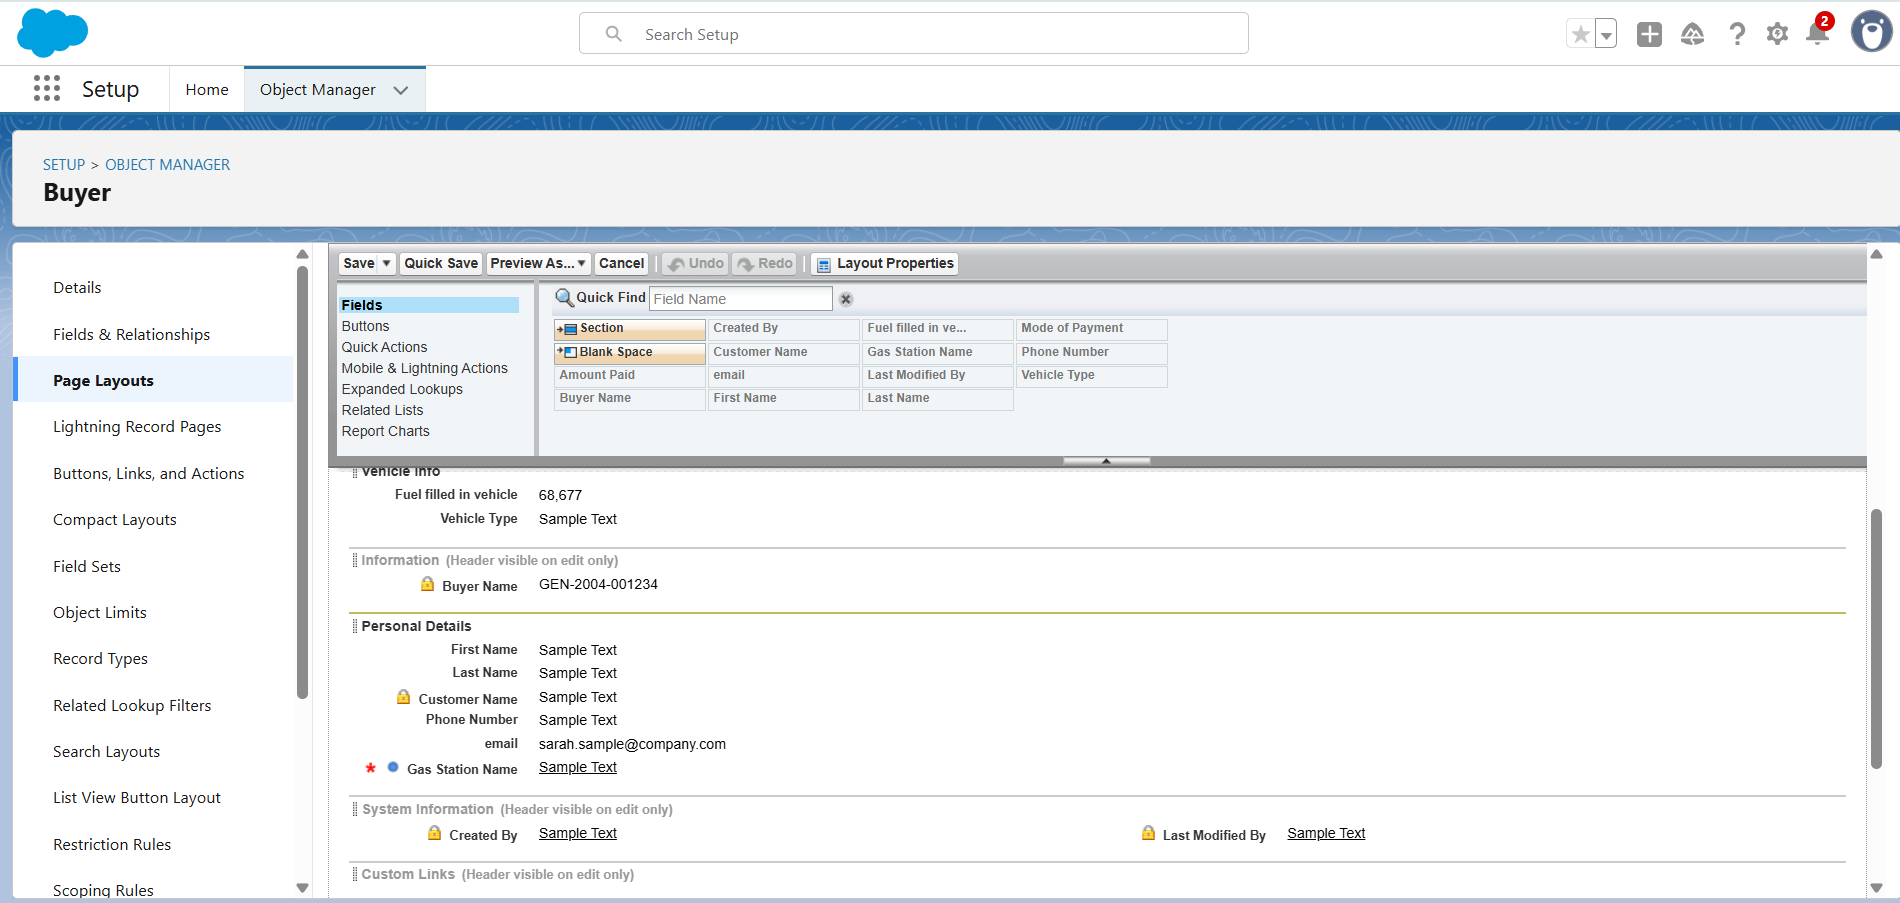 Search Setup
2
Setup
Home
Object Manager
SETUP > OBJECT MANAGER
Buyer
Details
Fields & Relationships
Page Layouts
Lightning Record Pages
Buttons, Links, and Actions
Compact Layouts
Field Sets
Object Limits
Record Types
Related Lookup Filters
Search Layouts
List View Button Layout
Restriction Rules
Scoping Rules
Save Quick Save Preview As... Cancel Undo Redo Layout Properties
Fields
Buttons
Quick Actions
Mobile & Lightning Actions
Expanded Lookups
Related Lists
Report Charts
Quick Find Field Name
Section Created By Fuel filled in ve... Mode of Payment
Blank Space Customer Name Gas Station Name Phone Number
Amount Paid email Last Modified By Vehicle Type
Buyer Name First Name Last Name
Vehicle Info
Fuel filled in vehicle 68,677
Vehicle Type Sample Text
Information (Header visible on edit only)
Buyer Name GEN-2004-001234
Personal Details
First Name Sample Text
Last Name Sample Text
Customer Name Sample Text
Phone Number Sample Text
email sarah.sample@company.com
* Gas Station Name Sample Text
System Information (Header visible on edit only)
Created By Sample Text Last Modified By Sample Text
Custom Links (Header visible on edit only)